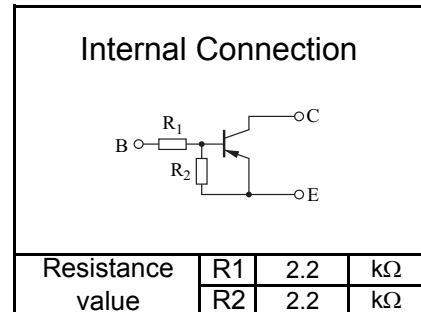 Internal Connection
C
R1
B
R2
E
Resistance value R1 2.2 kΩ
R2 2.2 kΩ